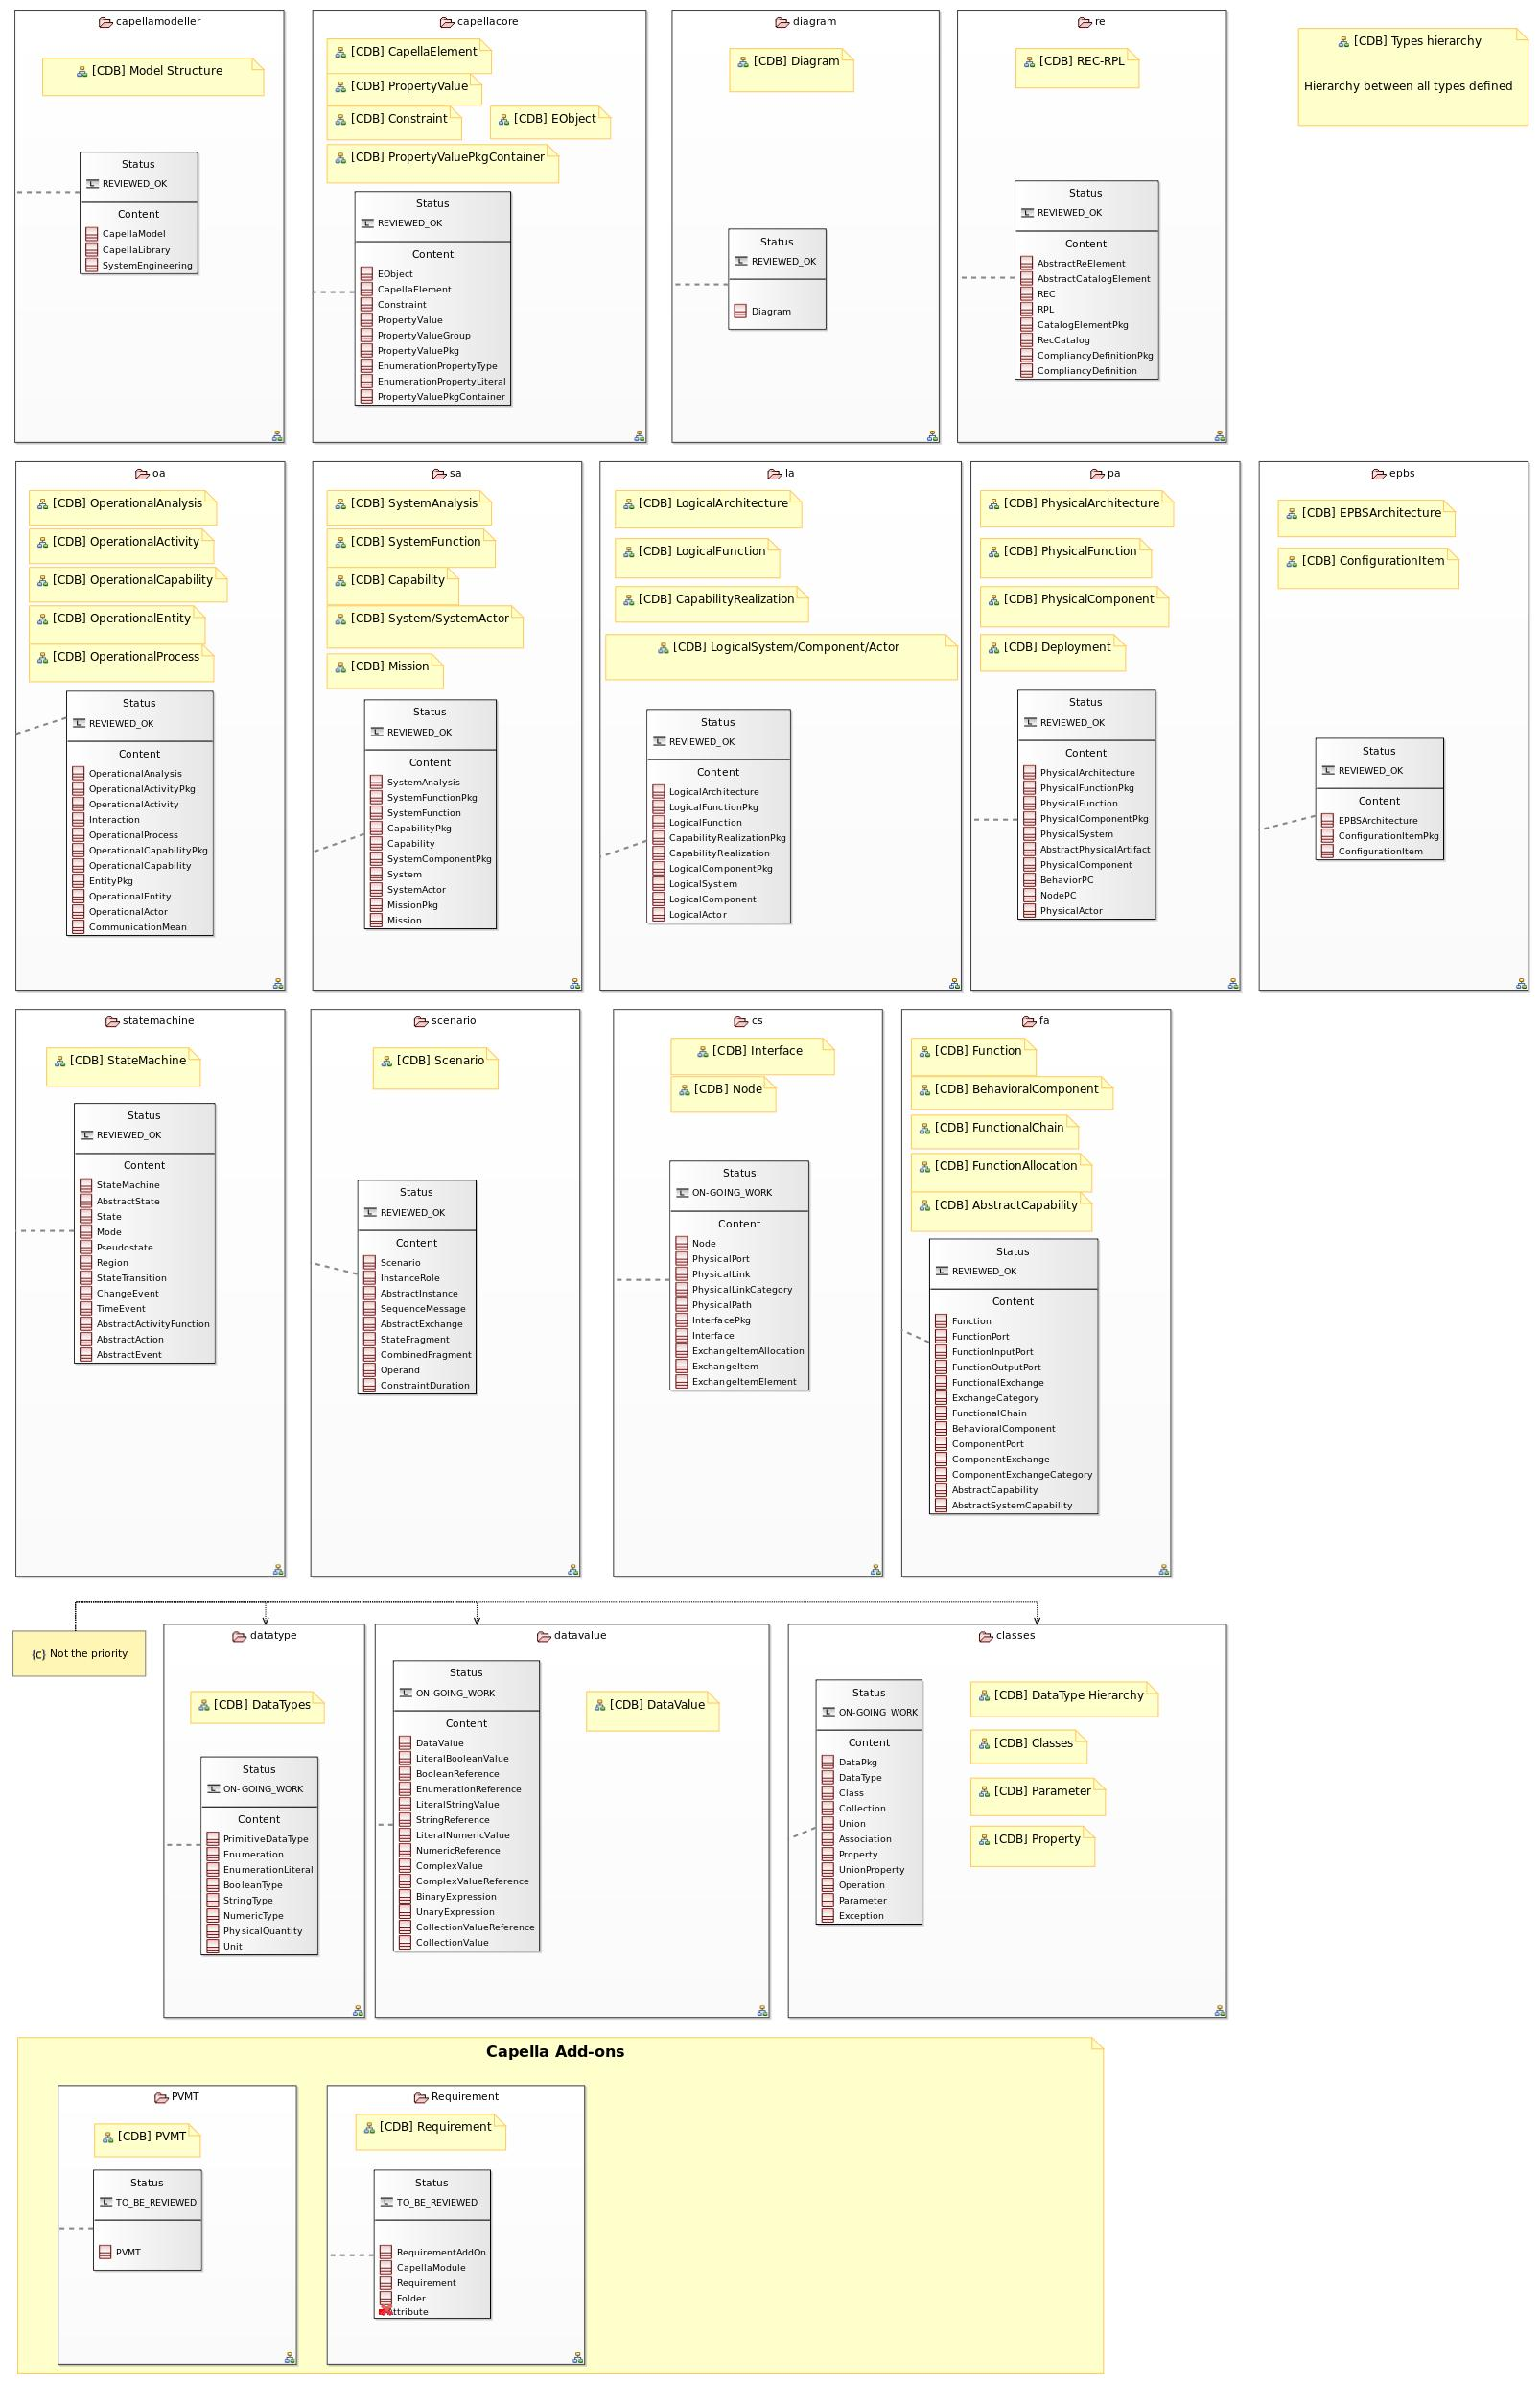 capellamodeller
[CDB] Model Structure
Status
REVIEWED_OK
Content
CapellaModel
CapellaLibrary
SystemEngineering
capellacore
[CDB] CapellaElement
[CDB] PropertyValue
[CDB] Constraint
[CDB] EObject
[CDB] PropertyValuePkgContainer
Status
REVIEWED_OK
Content
EObject
CapellaElement
Constraint
PropertyValue
PropertyValueGroup
PropertyValuePkg
EnumerationPropertyType
EnumerationPropertyLiteral
PropertyValuePkgContainer
diagram
[CDB] Diagram
Status
REVIEWED_OK
Diagram
re
[CDB] REC-RPL
Status
REVIEWED_OK
Content
AbstractReElement
AbstractCatalogElement
REC
RPL
CatalogElementPkg
RecCatalog
CompliancyDefinitionPkg
CompliancyDefinition
[CDB] Types hierarchy
Hierarchy between all types defined
oa
[CDB] OperationalAnalysis
[CDB] OperationalActivity
[CDB] OperationalCapability
[CDB] OperationalEntity
[CDB] OperationalProcess
Status
REVIEWED_OK
Content
OperationalAnalysis
OperationalActivityPkg
OperationalActivity
Interaction
OperationalProcess
OperationalCapabilityPkg
OperationalCapability
EntityPkg
OperationalEntity
OperationalActor
CommunicationMean
sa
[CDB] SystemAnalysis
[CDB] SystemFunction
[CDB] Capability
[CDB] System/SystemActor
[CDB] Mission
Status
REVIEWED_OK
Content
SystemAnalysis
SystemFunctionPkg
SystemFunction
CapabilityPkg
Capability
SystemComponentPkg
System
SystemActor
MissionPkg
Mission
la
[CDB] LogicalArchitecture
[CDB] LogicalFunction
[CDB] CapabilityRealization
[CDB] LogicalSystem/Component/Actor
Status
REVIEWED_OK
Content
LogicalArchitecture
LogicalFunctionPkg
LogicalFunction
CapabilityRealizationPkg
CapabilityRealization
LogicalComponentPkg
LogicalSystem
LogicalComponent
LogicalActor
pa
[CDB] PhysicalArchitecture
[CDB] PhysicalFunction
[CDB] PhysicalComponent
[CDB] Deployment
Status
REVIEWED_OK
Content
PhysicalArchitecture
PhysicalFunctionPkg
PhysicalFunction
PhysicalComponentPkg
PhysicalSystem
AbstractPhysicalArtifact
PhysicalComponent
BehaviorPC
NodePC
PhysicalActor
epbs
[CDB] EPBSArchitecture
[CDB] ConfigurationItem
Status
REVIEWED_OK
Content
EPBSArchitecture
ConfigurationItemPkg
ConfigurationItem
statemachine
[CDB] StateMachine
Status
REVIEWED_OK
Content
StateMachine
AbstractState
State
Mode
Pseudostate
Region
StateTransition
ChangeEvent
TimeEvent
AbstractActivityFunction
AbstractAction
AbstractEvent
scenario
[CDB] Scenario
Status
REVIEWED_OK
Content
Scenario
InstanceRole
AbstractInstance
SequenceMessage
AbstractExchange
StateFragment
CombinedFragment
Operand
ConstraintDuration
cs
[CDB] Interface
[CDB] Node
Status
ON-GOING_WORK
Content
Node
PhysicalPort
PhysicalLink
PhysicalLinkCategory
PhysicalPath
InterfacePkg
Interface
ExchangeItemAllocation
ExchangeItem
ExchangeItemElement
fa
[CDB] Function
[CDB] BehavioralComponent
[CDB] FunctionalChain
[CDB] FunctionAllocation
[CDB] AbstractCapability
Status
REVIEWED_OK
Content
Function
FunctionPort
FunctionInputPort
FunctionOutputPort
FunctionalExchange
ExchangeCategory
FunctionalChain
BehavioralComponent
ComponentPort
ComponentExchange
ComponentExchangeCategory
AbstractCapability
AbstractSystemCapability
{c} Not the priority
datatype
[CDB] DataTypes
Status
ON-GOING_WORK
Content
PrimitiveDataType
Enumeration
EnumerationLiteral
BooleanType
StringType
NumericType
PhysicalQuantity
Unit
datavalue
Status
ON-GOING_WORK
Content
DataValue
LiteralBooleanValue
BooleanReference
EnumerationReference
LiteralStringValue
StringReference
LiteralNumericValue
NumericReference
ComplexValue
ComplexValueReference
BinaryExpression
UnaryExpression
CollectionValueReference
CollectionValue
[CDB] DataValue
classes
Status
ON-GOING_WORK
Content
DataPkg
DataType
Class
Collection
Union
Association
Property
UnionProperty
Operation
Parameter
Exception
[CDB] DataType Hierarchy
[CDB] Classes
[CDB] Parameter
[CDB] Property
Capella Add-ons
PVMT
[CDB] PVMT
Status
TO_BE_REVIEWED
PVMT
Requirement
[CDB] Requirement
Status
TO_BE_REVIEWED
RequirementAddOn
CapellaModule
Requirement
Folder